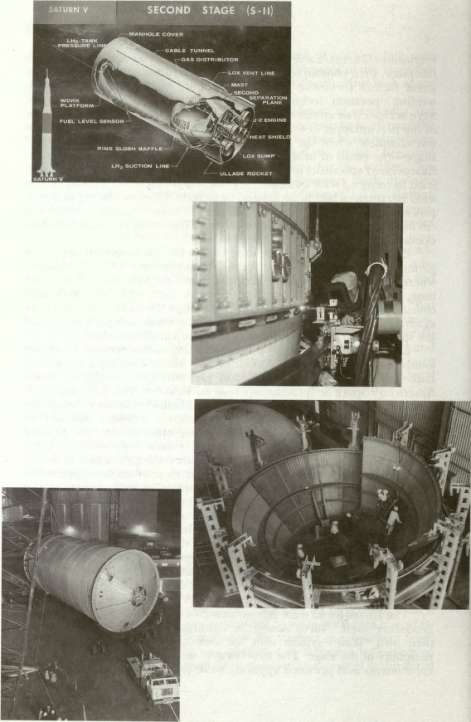 SATURN V
SECOND STAGE (S-II)
MANHOLE COVER
LH₂ TANK
PRESSURE LINE
CABLE TUNNEL
GAS DISTRIBUTOR
LOX VENT LINE
MAST
SECOND
SEPARATION
PLANE
WORK
PLATFORM
J-2 ENGINE
FUEL LEVEL SENSOR
HEAT SHIELD
RING SLOSH BAFFLE
LOX SUMP
LH₂ SUCTION LINE
ULLAGE ROCKET
SATURN V